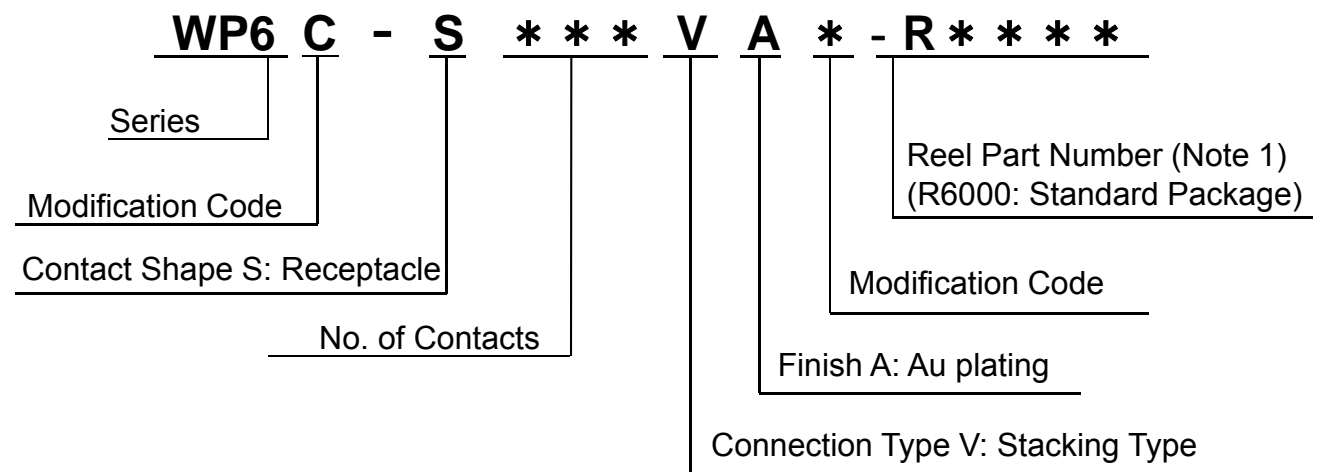 WP6 C - S * * * V A * - R * * * *
Series
Reel Part Number (Note 1)
(R6000: Standard Package)
Modification Code
Contact Shape S: Receptacle
Modification Code
No. of Contacts
Finish A: Au plating
Connection Type V: Stacking Type